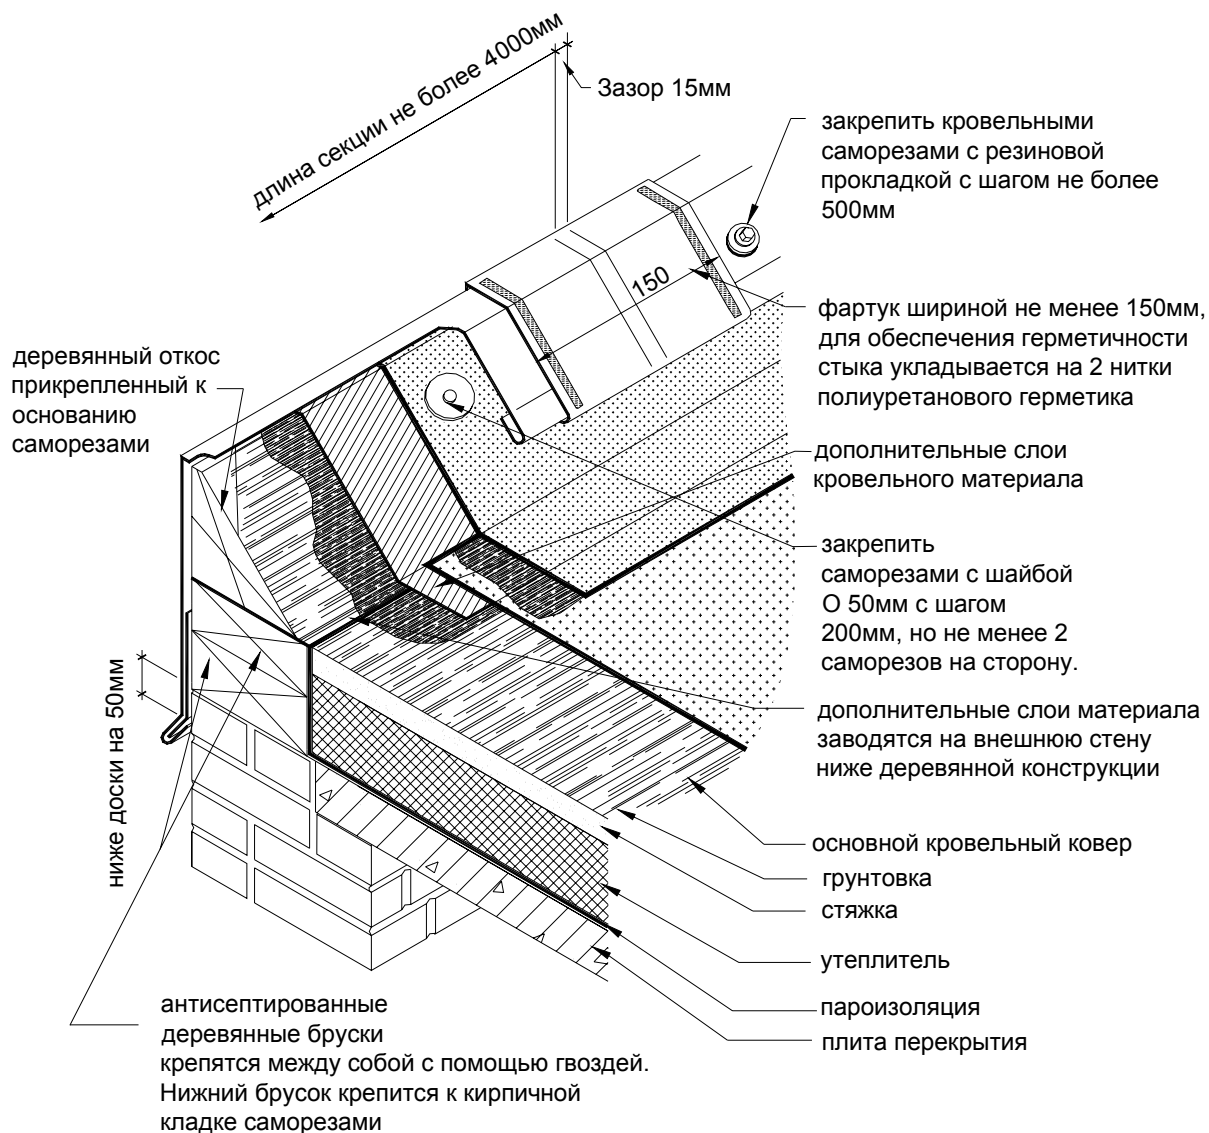 длина секции не более 4000мм
Зазор 15мм
закрепить кровельными
саморезами с резиновой
прокладкой с шагом не более
500мм
150
фартук шириной не менее 150мм,
для обеспечения герметичности
стыка укладывается на 2 нитки
полиуретанового герметика
деревянный откос
прикрепленный к
основанию
саморезами
дополнительные слои
кровельного материала
закрепить
саморезами с шайбой
О 50мм с шагом
200мм, но не менее 2
саморезов на сторону.
ниже доски на 50мм
дополнительные слои материала
заводятся на внешнюю стену
ниже деревянной конструкции
основной кровельный ковер
грунтовка
стяжка
утеплитель
пароизоляция
плита перекрытия
антисептированные
деревянные бруски
крепятся между собой с помощью гвоздей.
Нижний брусок крепится к кирпичной
кладке саморезами